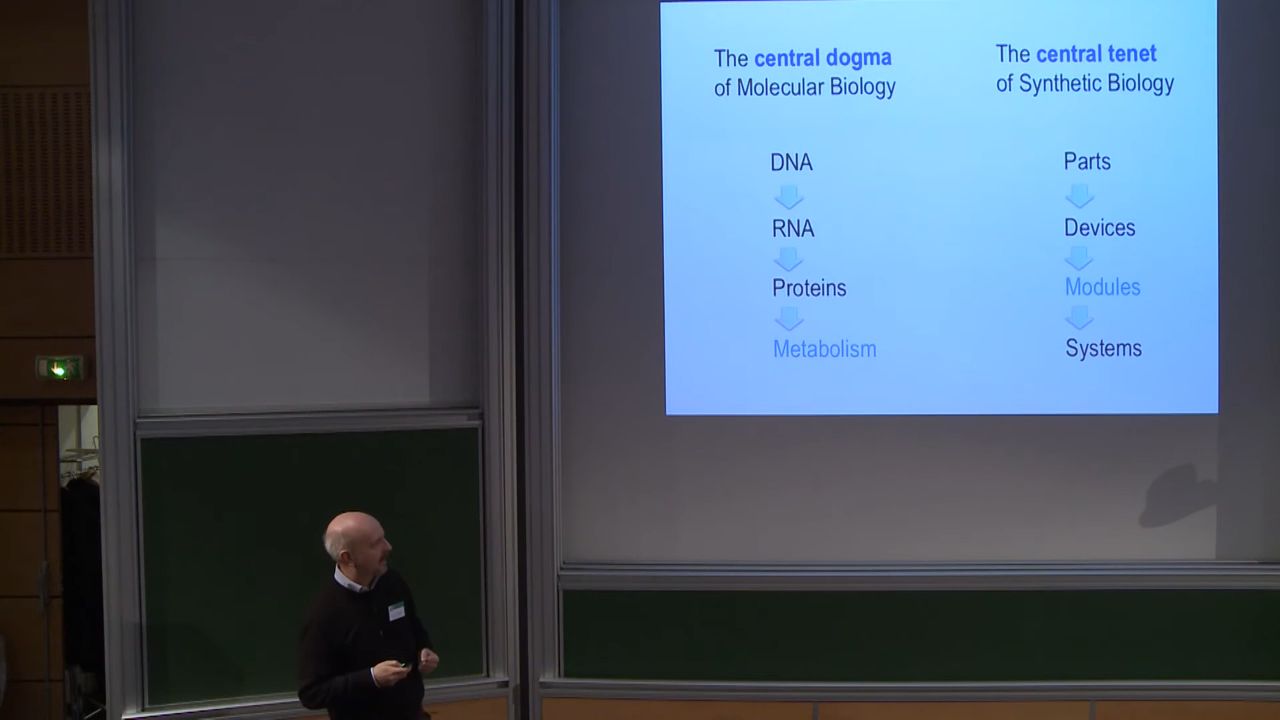 The central dogma
of Molecular Biology
DNA
RNA
Proteins
Metabolism
The central tenet
of Synthetic Biology
Parts
Devices
Modules
Systems